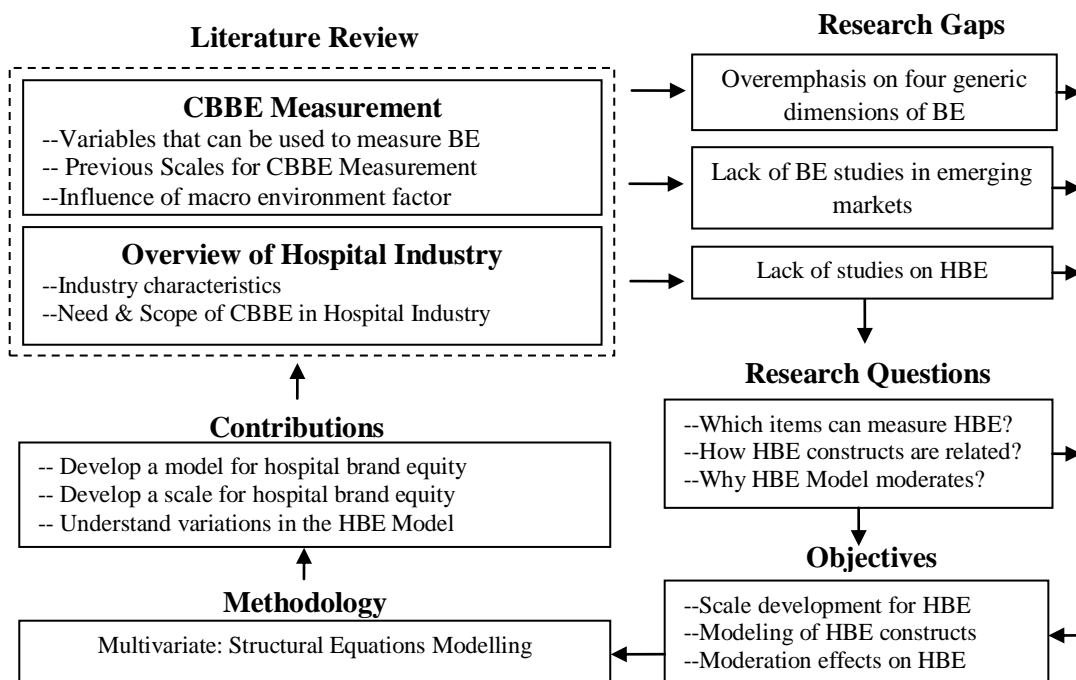 Literature Review
CBBE Measurement
--Variables that can be used to measure BE
-- Previous Scales for CBBE Measurement
--Influence of macro environment factor
Overview of Hospital Industry
--Industry characteristics
--Need & Scope of CBBE in Hospital Industry
Research Gaps
Overemphasis on four generic
dimensions of BE
Lack of BE studies in emerging
markets
Lack of studies on HBE
Research Questions
--Which items can measure HBE?
--How HBE constructs are related?
--Why HBE Model moderates?
Objectives
--Scale development for HBE
--Modeling of HBE constructs
--Moderation effects on HBE
Methodology
Multivariate: Structural Equations Modelling
Contributions
-- Develop a model for hospital brand equity
-- Develop a scale for hospital brand equity
-- Understand variations in the HBE Model